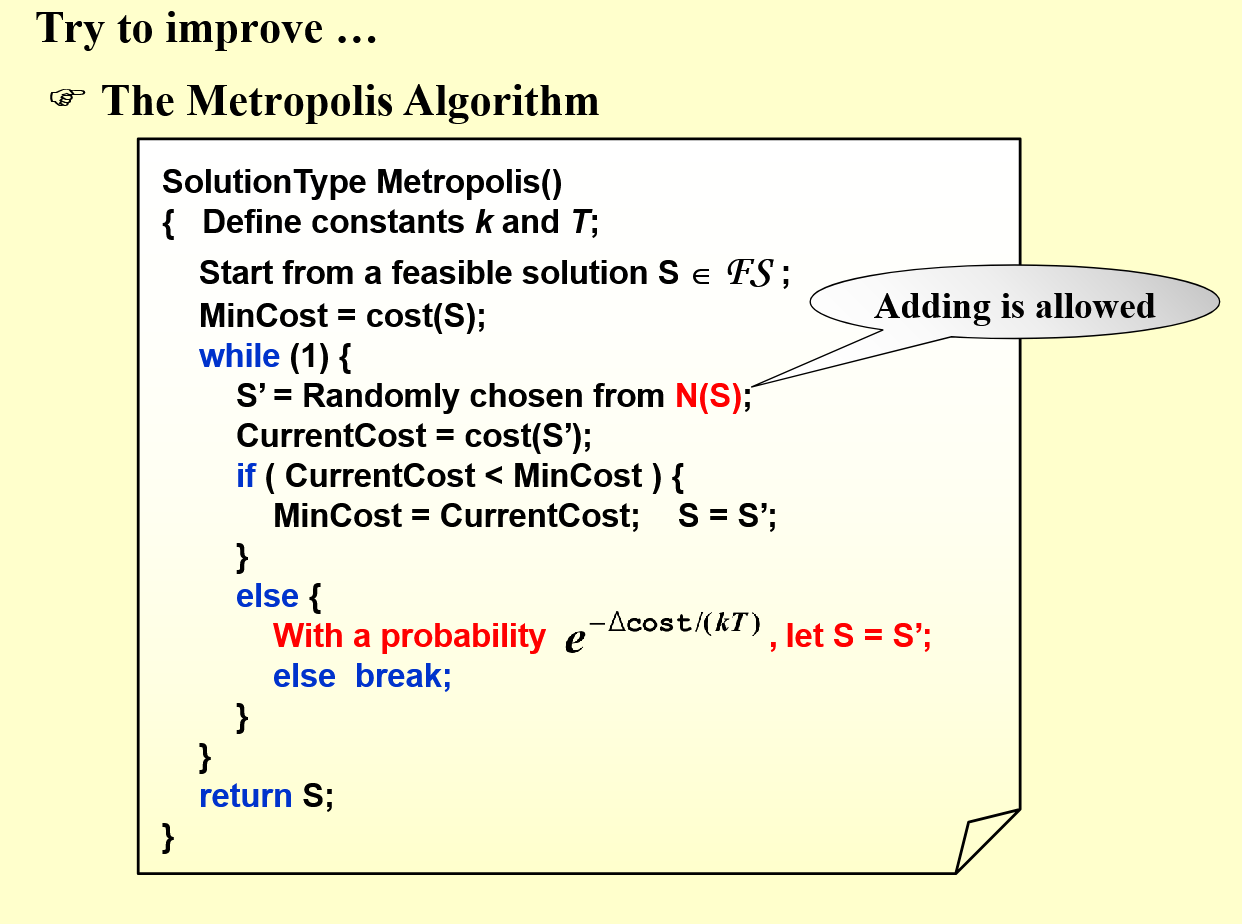 Try to improve …
☞ The Metropolis Algorithm
SolutionType Metropolis()
{ Define constants k and T;
Start from a feasible solution S ∈ ℱ𝒮 ;
Adding is allowed
MinCost = cost(S);
while (1) {
S’ = Randomly chosen from N(S);
CurrentCost = cost(S’);
if ( CurrentCost < MinCost ) {
MinCost = CurrentCost; S = S’;
}
else {
With a probability e^{−Δcost/(kT)} , let S = S’;
else break;
}
}
return S;
}